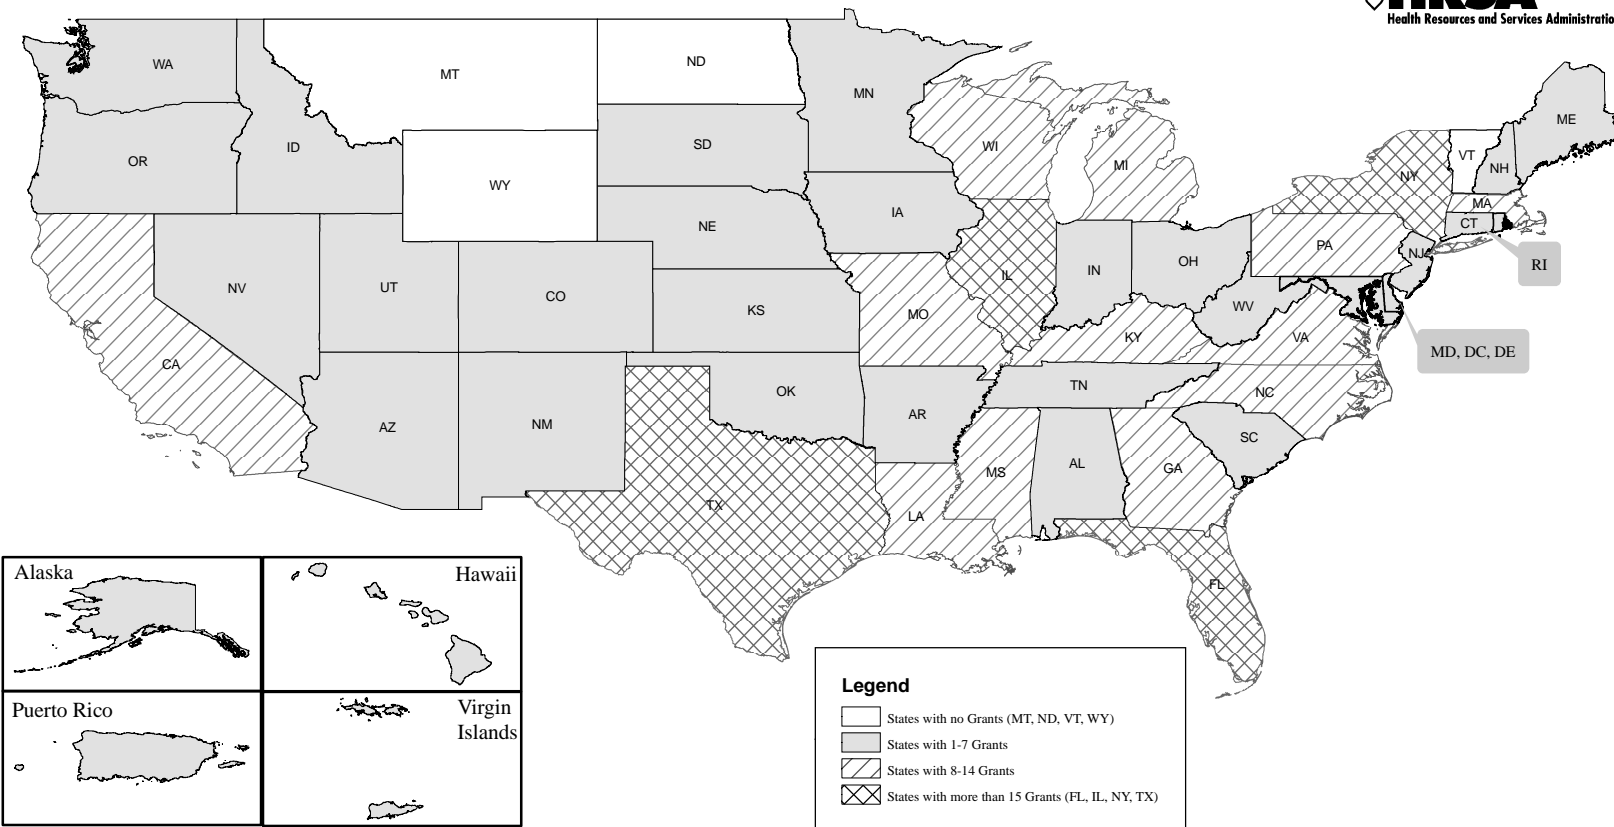 HRSA
Health Resources and Services Administration
WA
MT
ND
MN
ME
OR
ID
WY
SD
WI
MI
NY
VT
NH
MA
CT
RI
IA
NE
PA
NJ
NV
UT
CO
KS
MO
IL
IN
OH
WV
VA
MD, DC, DE
KY
CA
AZ
NM
OK
AR
TN
NC
SC
TX
LA
MS
AL
GA
FL
Alaska
Hawaii
Puerto Rico
Virgin
Islands
Legend
States with no Grants (MT, ND, VT, WY)
States with 1-7 Grants
States with 8-14 Grants
States with more than 15 Grants (FL, IL, NY, TX)